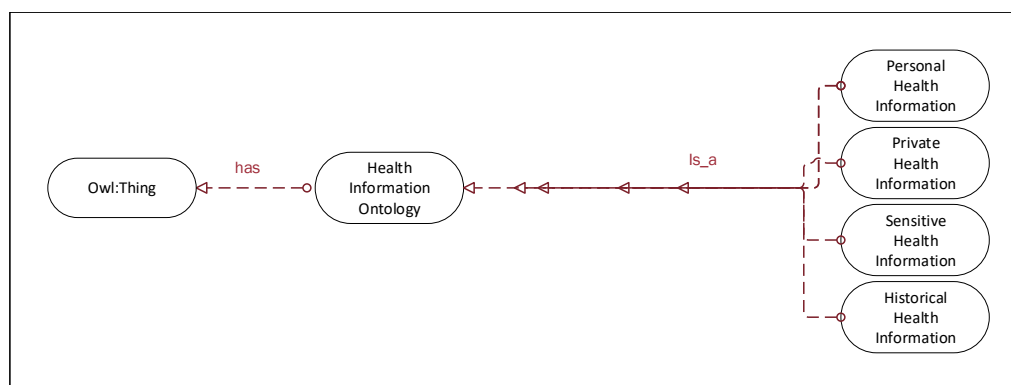 Owl:Thing
has
Health
Information
Ontology
Is_a
Personal
Health
Information
Private
Health
Information
Sensitive
Health
Information
Historical
Health
Information